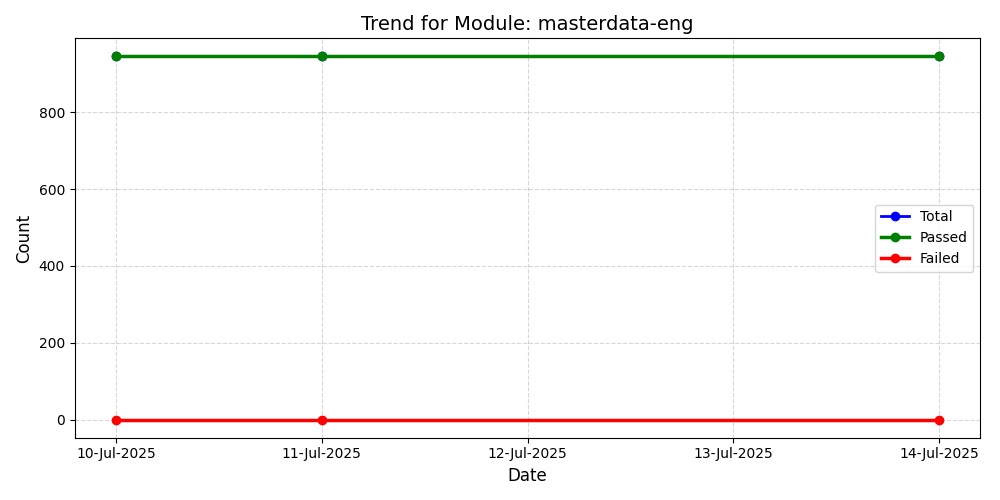 Trend for Module: masterdata-eng
800
600
400
200
0
Count
Total
Passed
Failed
10-Jul-2025
11-Jul-2025
12-Jul-2025
13-Jul-2025
14-Jul-2025
Date